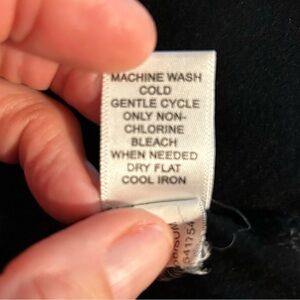 MACHINE WASH
COLD
GENTLE CYCLE
ONLY NON-
CHLORINE
BLEACH
WHEN NEEDED
DRY FLAT
COOL IRON